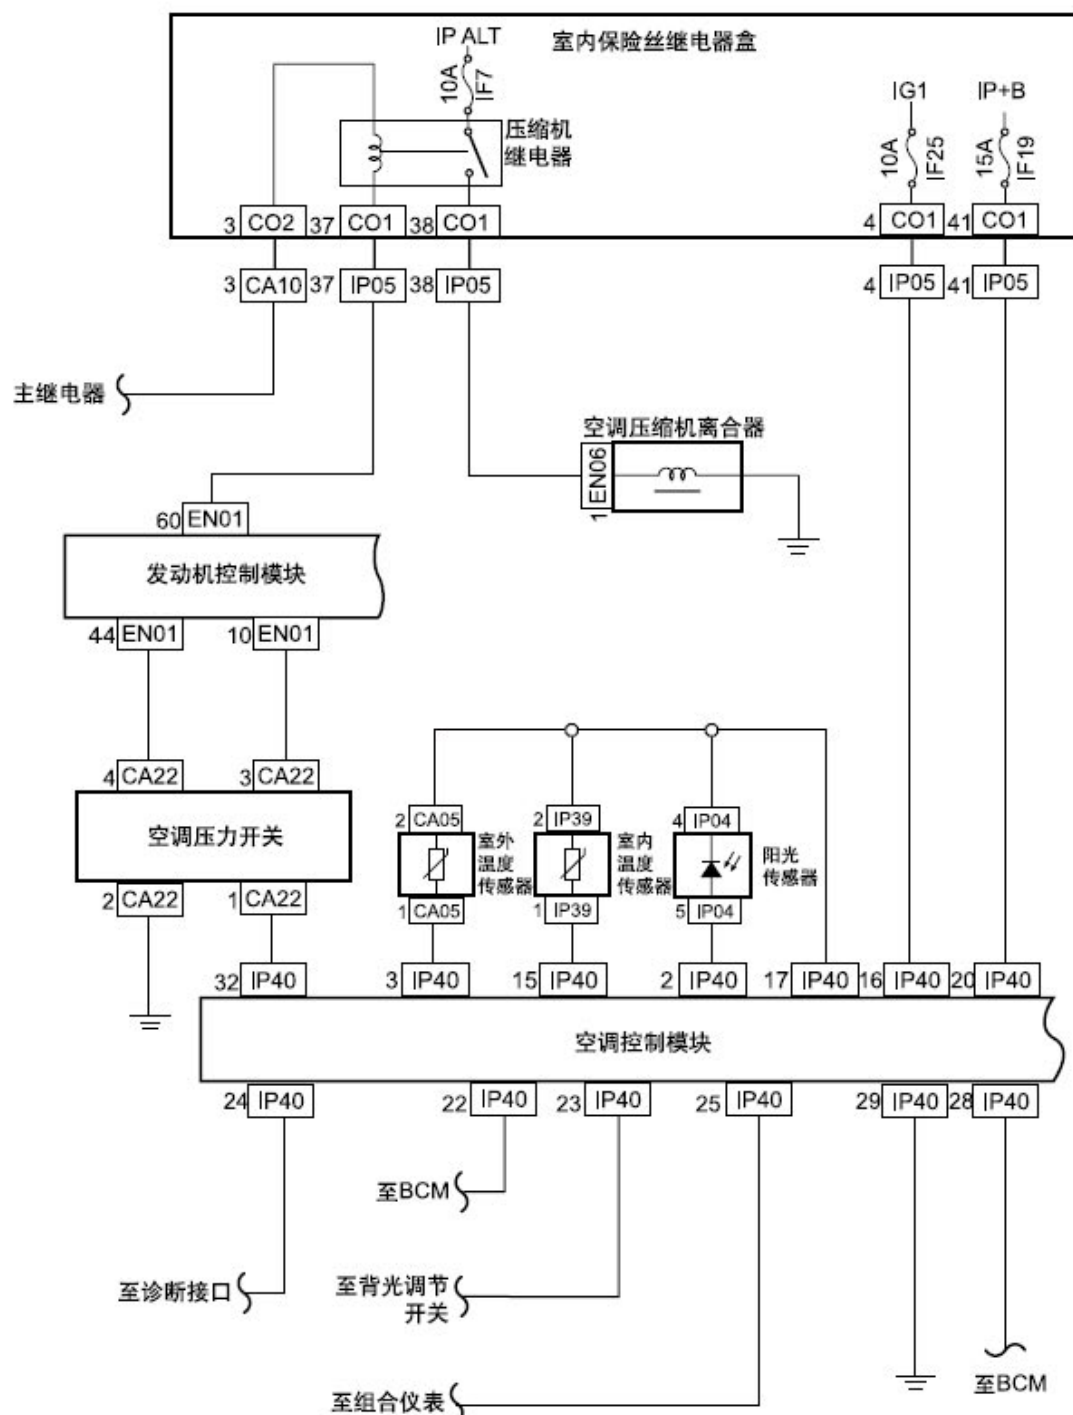 IP ALT
室内保险丝继电器盒
10A
IF7
IG1
IP+B
10A
IF25
15A
IF19
压缩机
继电器
3 CO2
37 CO1
38 CO1
4 CO1
41 CO1
3 CA10
37 IP05
38 IP05
4 IP05
41 IP05
主继电器
空调压缩机离合器
1 EN06
60 EN01
发动机控制模块
44 EN01
10 EN01
4 CA22
3 CA22
空调压力开关
2 CA22
1 CA22
2 CA05
室外
温度
传感器
1 CA05
2 IP39
室内
温度
传感器
1 IP39
4 IP04
阳光
传感器
5 IP04
32 IP40
3 IP40
15 IP40
2 IP40
17 IP40
16 IP40
20 IP40
空调控制模块
24 IP40
22 IP40
23 IP40
25 IP40
29 IP40
28 IP40
至BCM
至诊断接口
至背光调节
开关
至BCM
至组合仪表